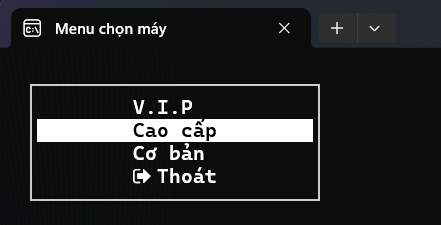 Menu chọn máy
V.I.P
Cao cấp
Cơ bản
Thoát